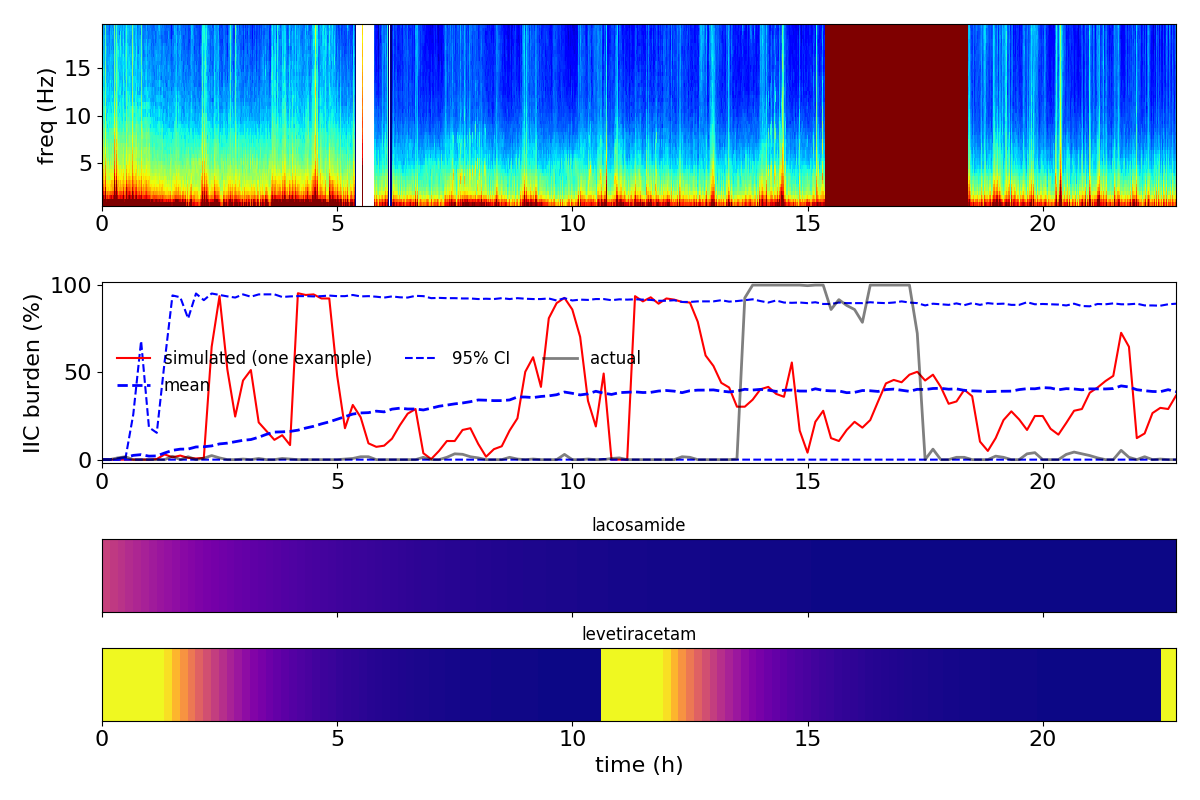 15
10
5
freq (Hz)
0 5 10 15 20
100
50
0
IIC burden (%)
simulated (one example) 95% CI actual
mean
0 5 10 15 20
lacosamide
levetiracetam
0 5 10 15 20
time (h)